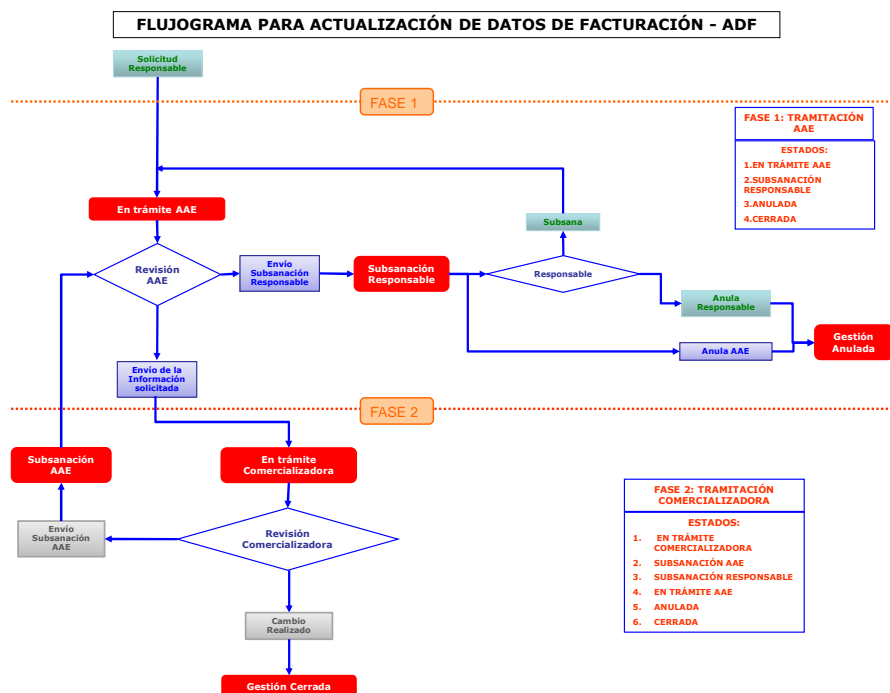 FLUJOGRAMA PARA ACTUALIZACIÓN DE DATOS DE FACTURACIÓN - ADF
Solicitud
Responsable
FASE 1
FASE 1: TRAMITACIÓN
AAE
ESTADOS:
1.EN TRÁMITE AAE
2.SUBSANACIÓN
RESPONSABLE
3.ANULADA
4.CERRADA
En trámite AAE
Subsana
Revisión
AAE
Envío
Subsanación
Responsable
Subsanación
Responsable
Responsable
Anula
Responsable
Anula AAE
Gestión
Anulada
Envío de la
Información
solicitada
FASE 2
Subsanación
AAE
En trámite
Comercializadora
Envío
Subsanación
AAE
Revisión
Comercializadora
FASE 2: TRAMITACIÓN
COMERCIALIZADORA
ESTADOS:
1. EN TRÁMITE
COMERCIALIZADORA
2. SUBSANACIÓN AAE
3. SUBSANACIÓN RESPONSABLE
4. EN TRÁMITE AAE
5. ANULADA
6. CERRADA
Cambio
Realizado
Gestión Cerrada